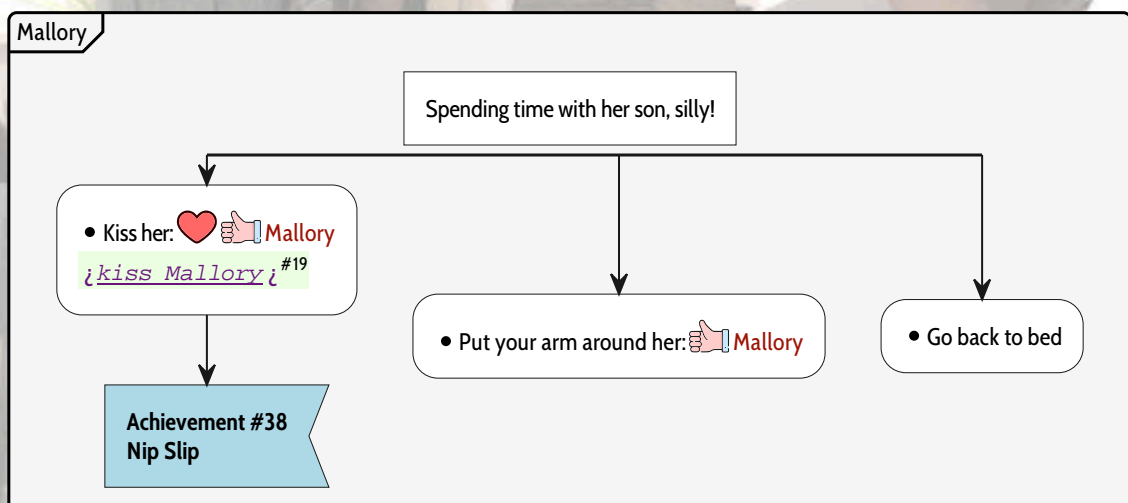 Mallory
Spending time with her son, silly!
• Kiss her: Mallory
¿kiss Mallory¿ #19
• Put your arm around her: Mallory
• Go back to bed
Achievement #38
Nip Slip